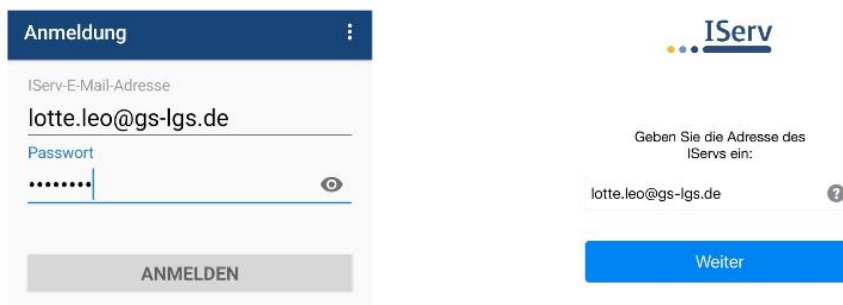 Anmeldung
IServ-E-Mail-Adresse
lotte.leo@gs-lgs.de
Passwort
••••••••
ANMELDEN
IServ
Geben Sie die Adresse des
IServs ein:
lotte.leo@gs-lgs.de
?
Weiter